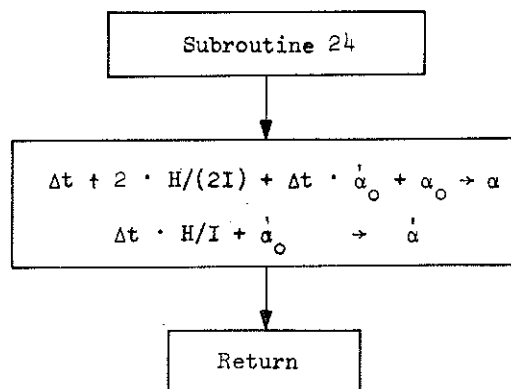 Subroutine 24
Δt + 2 · H/(2I) + Δt · α̇₀ + α₀ → α
Δt · H/I + α̇₀ → α̇
Return